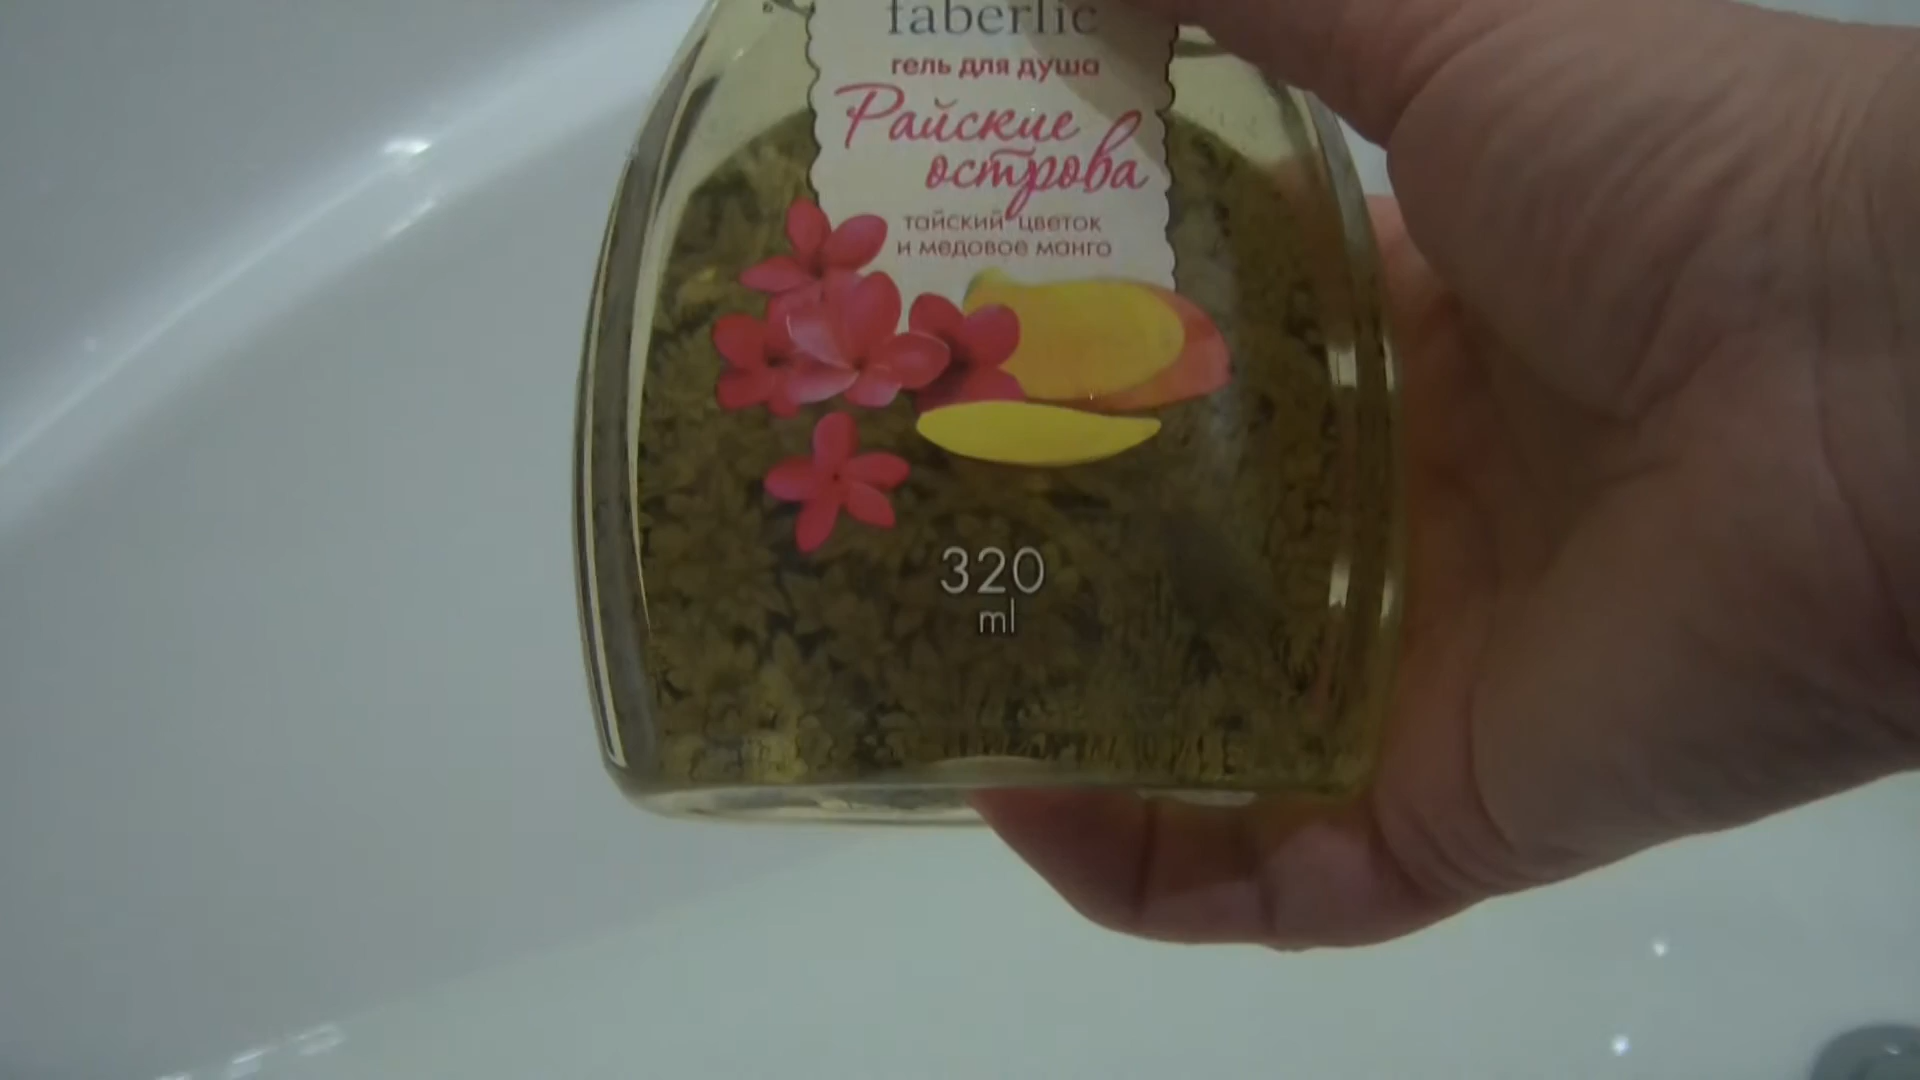 faberlic
гель для душа
Райские
острова
тайский цветок
и медовое манго
320
ml